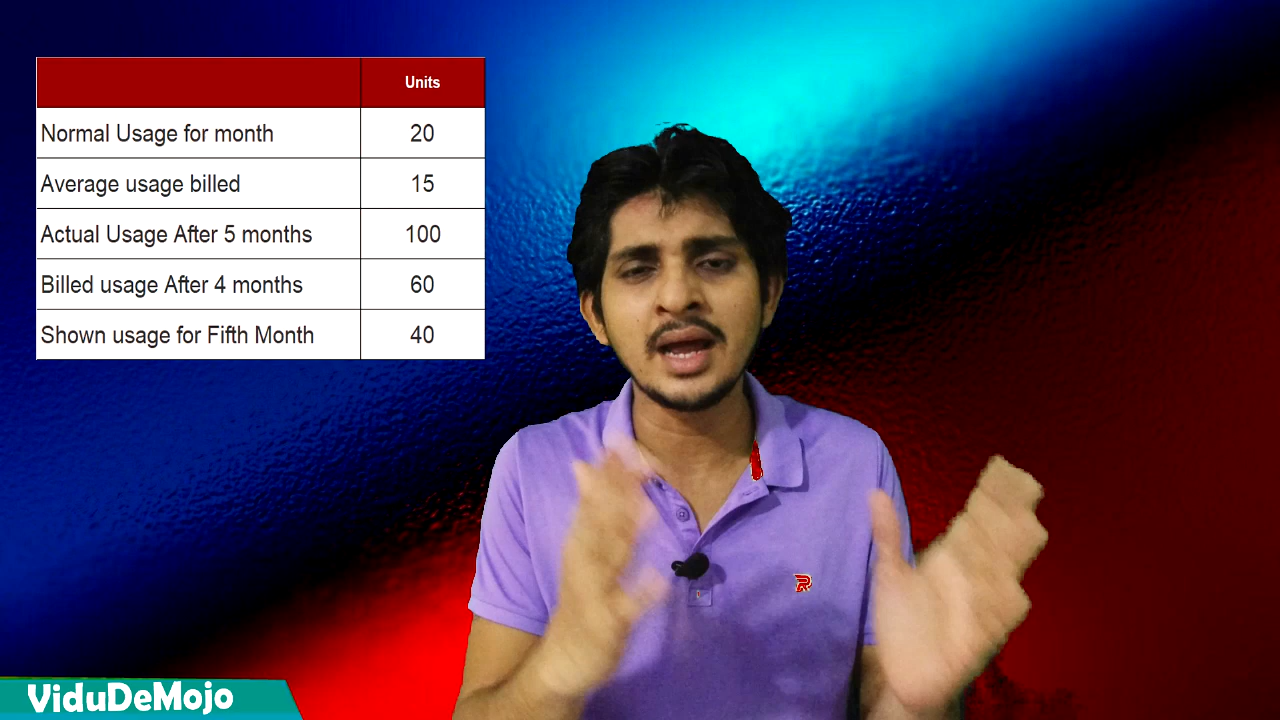 Units
Normal Usage for month 20
Average usage billed 15
Actual Usage After 5 months 100
Billed usage After 4 months 60
Shown usage for Fifth Month 40
ViduDeMojo